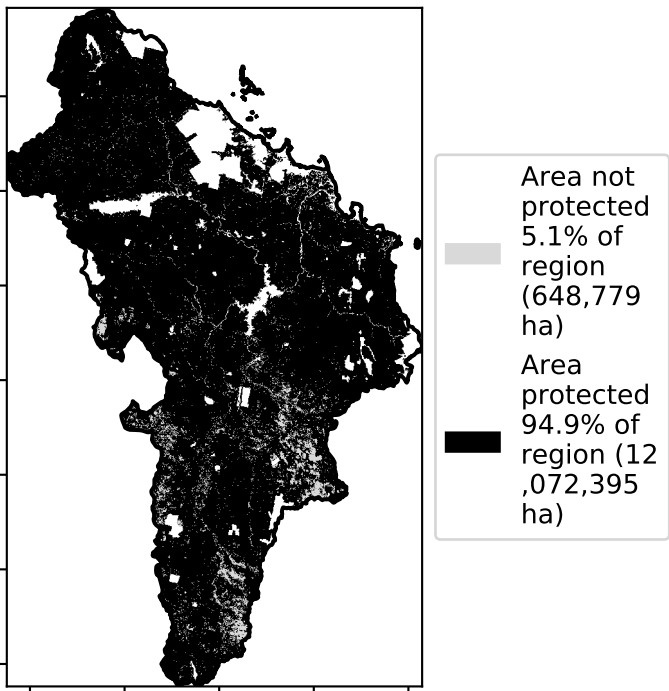 Area not
protected
5.1% of
region
(648,779
ha)
Area
protected
94.9% of
region (12
,072,395
ha)